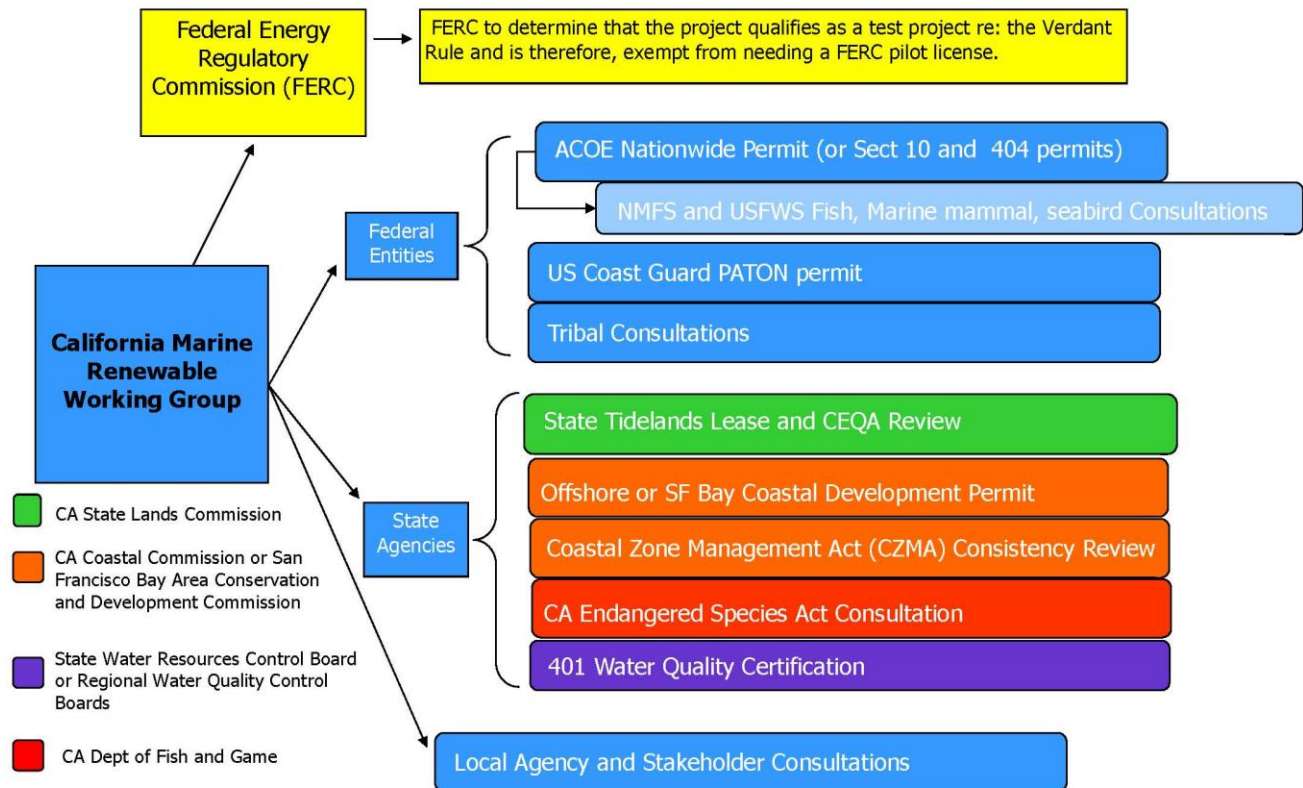 Federal Energy
Regulatory
Commission (FERC)
FERC to determine that the project qualifies as a test project re: the Verdant
Rule and is therefore, exempt from needing a FERC pilot license.
ACOE Nationwide Permit (or Sect 10 and 404 permits)
NMFS and USFWS Fish, Marine mammal, seabird Consultations
Federal
Entities
US Coast Guard PATON permit
Tribal Consultations
California Marine
Renewable
Working Group
State Tidelands Lease and CEQA Review
Offshore or SF Bay Coastal Development Permit
State
Agencies
Coastal Zone Management Act (CZMA) Consistency Review
CA Endangered Species Act Consultation
401 Water Quality Certification
Local Agency and Stakeholder Consultations
CA State Lands Commission
CA Coastal Commission or San
Francisco Bay Area Conservation
and Development Commission
State Water Resources Control Board
or Regional Water Quality Control
Boards
CA Dept of Fish and Game